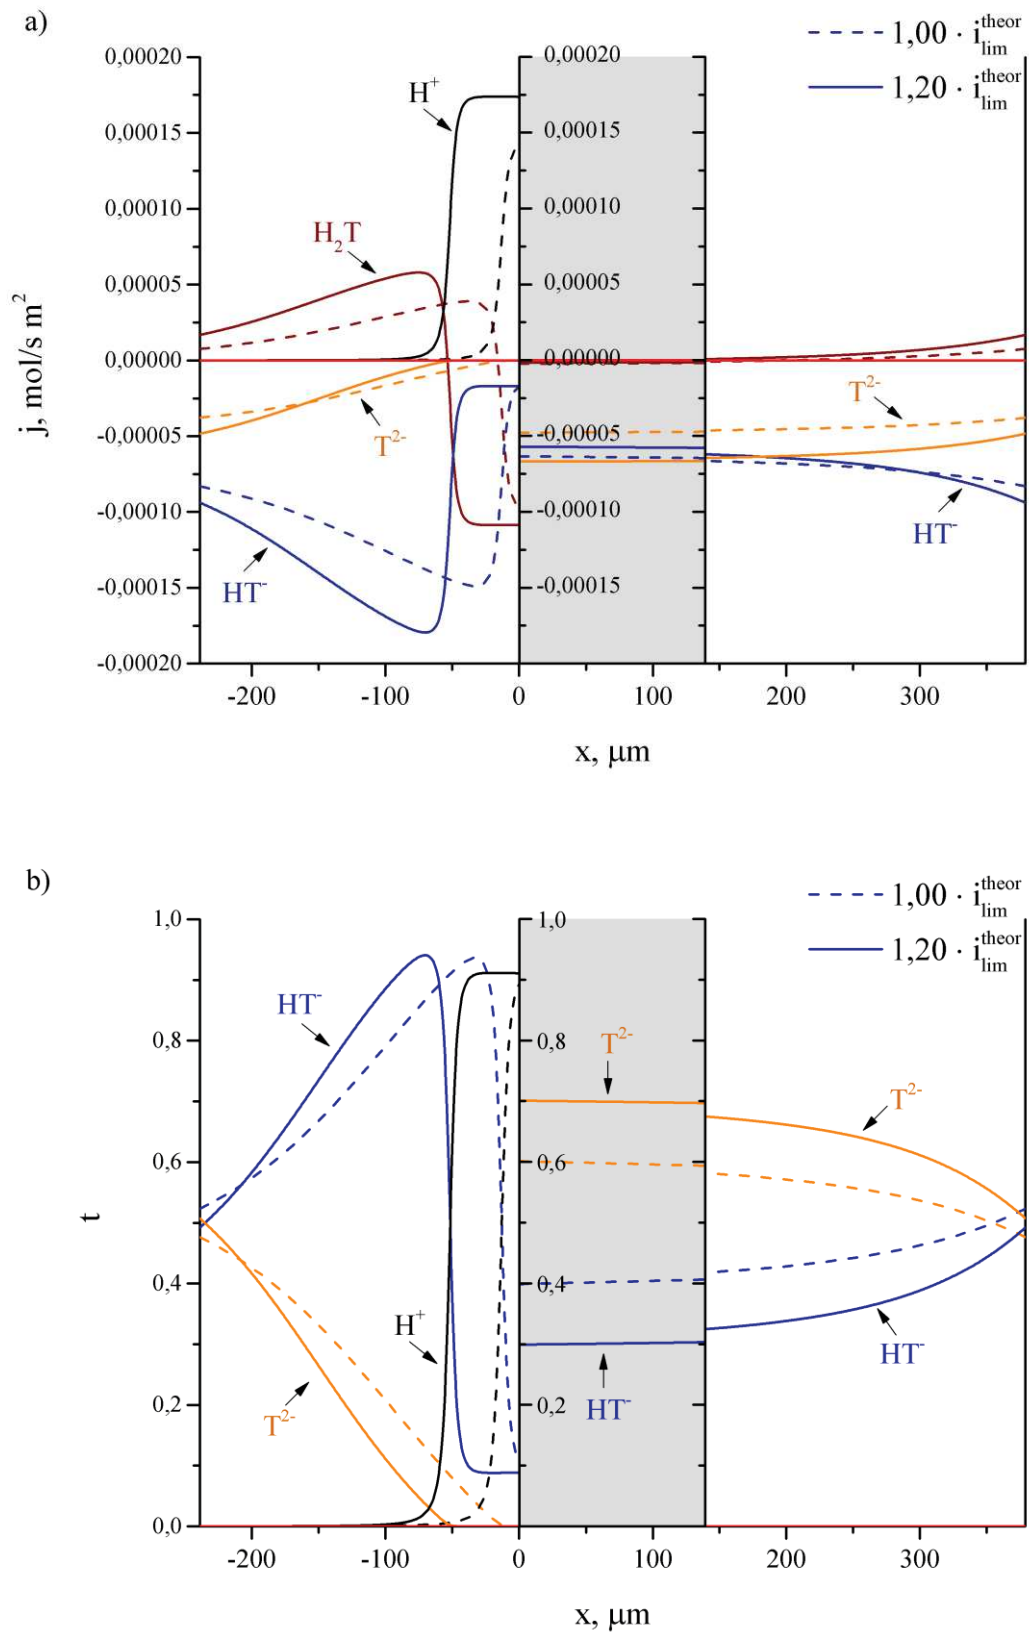 a)
1,00 · i theor lim
1,20 · i theor lim
0,00020
0,00015
0,00010
0,00005
0,00000
-0,00005
-0,00010
-0,00015
-0,00020
0,00020
0,00015
0,00010
0,00005
0,00000
-0,00005
-0,00010
-0,00015
H⁺
H₂T
T²⁻
HT⁻
T²⁻
HT⁻
j, mol/s m²
-200 -100 0 100 200 300
x, μm
b)
1,00 · i theor lim
1,20 · i theor lim
1,0
0,8
0,6
0,4
0,2
0,0
1,0
0,8
0,6
0,4
0,2
HT⁻
H⁺
T²⁻
T²⁻
HT⁻
T²⁻
HT⁻
t
-200 -100 0 100 200 300
x, μm